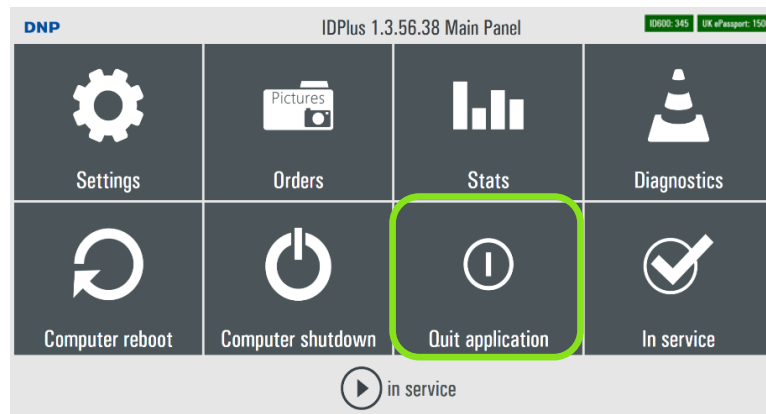 DNP
IDPlus 1.3.56.38 Main Panel
ID600: 345
UK ePassport: 150
Pictures
Settings
Orders
Stats
Diagnostics
Computer reboot
Computer shutdown
Quit application
In service
in service